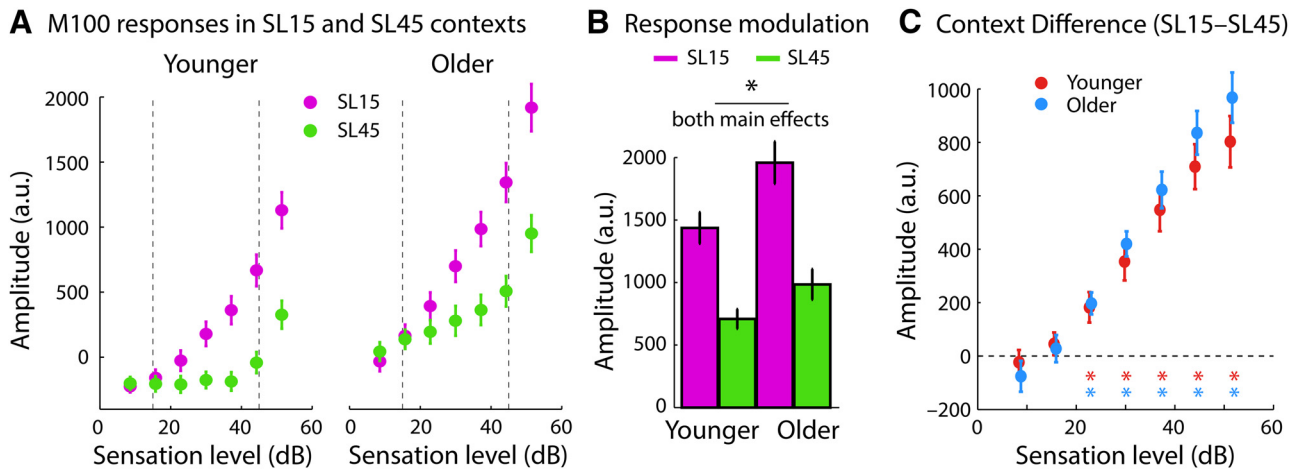 A M100 responses in SL15 and SL45 contexts
Younger
Older
SL15
SL45
2000
1500
1000
500
0
Amplitude (a.u.)
0 20 40 60
0 20 40 60
Sensation level (dB)
Sensation level (dB)
B Response modulation
SL15 SL45
*
both main effects
2000
1500
1000
500
0
Amplitude (a.u.)
Younger Older
C Context Difference (SL15–SL45)
Younger
Older
1000
800
600
400
200
0
−200
Amplitude (a.u.)
* * * * *
* * * * *
0 20 40 60
Sensation level (dB)